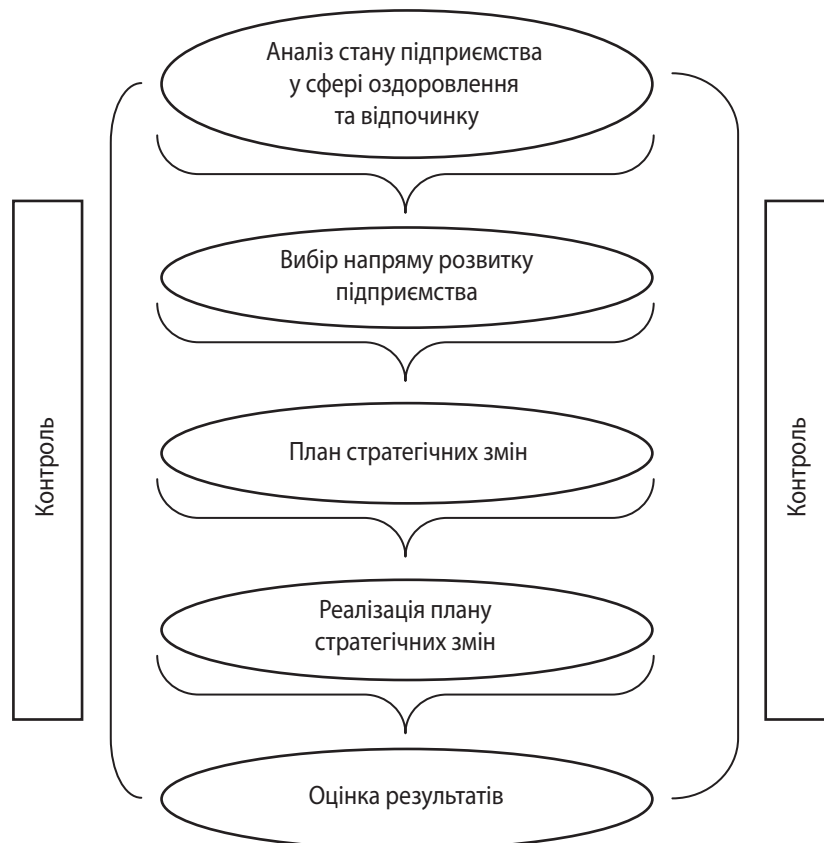 Аналіз стану підприємства
у сфері оздоровлення
та відпочинку
Вибір напряму розвитку
підприємства
Контроль
План стратегічних змін
Контроль
Реалізація плану
стратегічних змін
Оцінка результатів